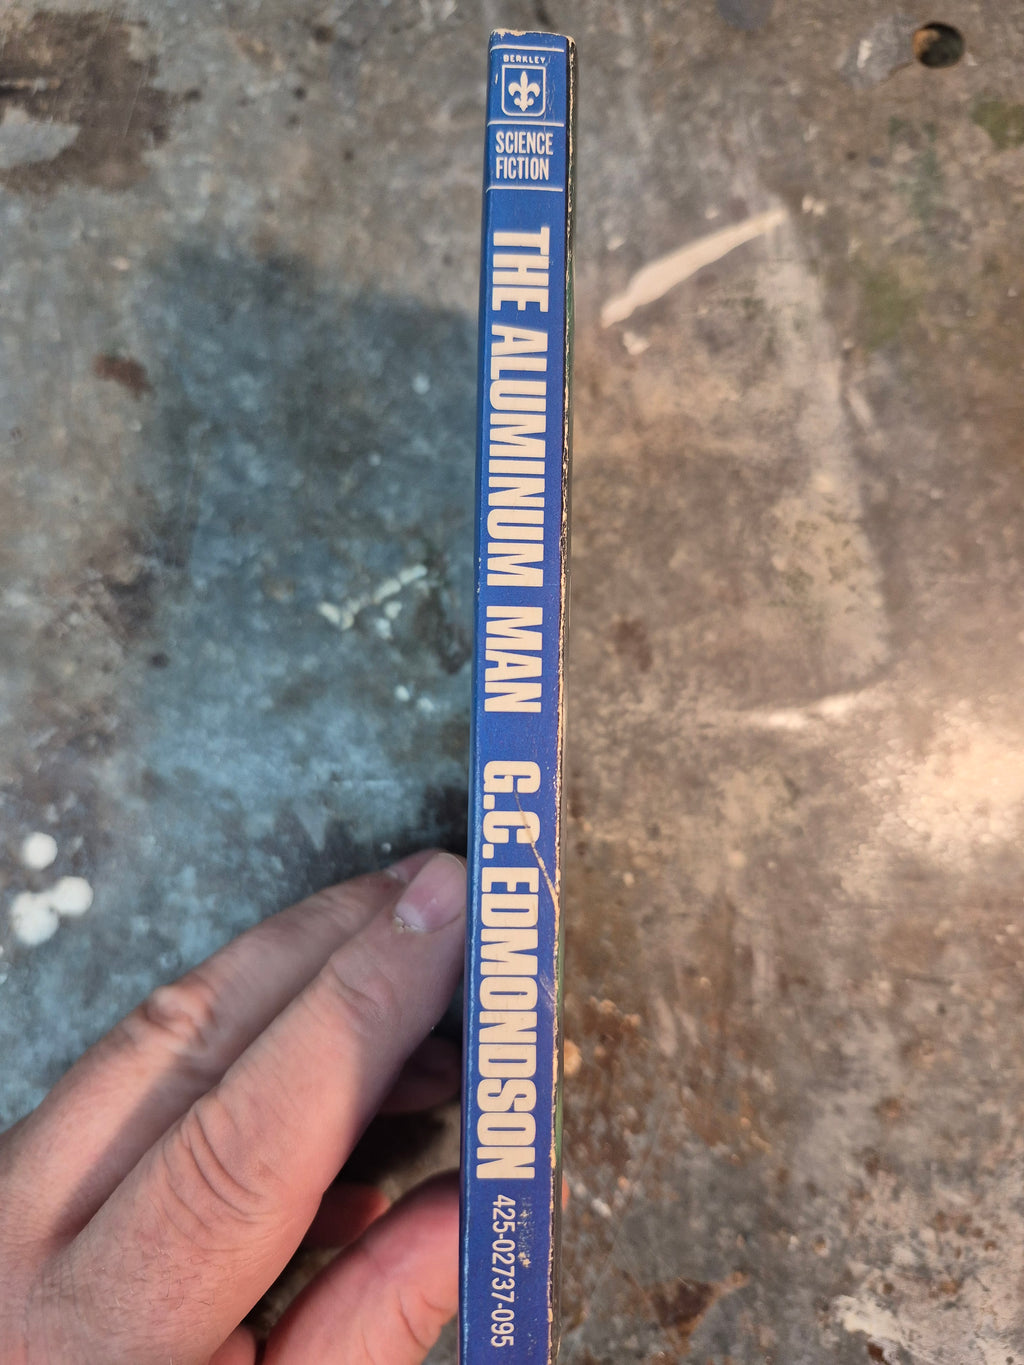 BERKLEY
SCIENCE
FICTION
THE ALUMINUM MAN G.C. EDMONDSON 425-02737-095